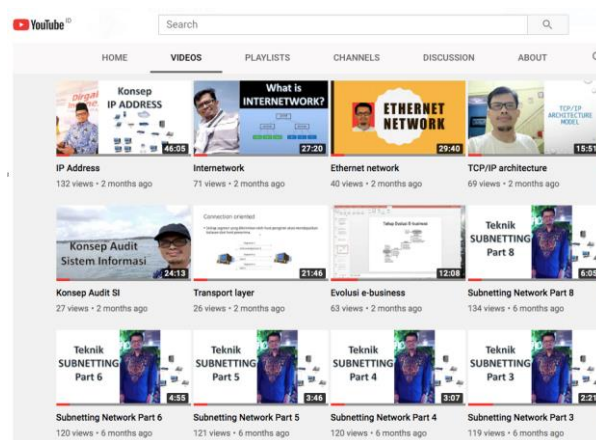 YouTube ID
Search
HOME VIDEOS PLAYLISTS CHANNELS DISCUSSION ABOUT
Konsep
IP ADDRESS
46:05
What is
INTERNETWORK?
27:20
ETHERNET
NETWORK
29:40
TCP/IP
ARCHITECTURE
MODEL
15:51
IP Address
132 views • 2 months ago
Internetwork
71 views • 2 months ago
Ethernet network
40 views • 2 months ago
TCP/IP architecture
69 views • 2 months ago
Konsep Audit
Sistem Informasi
24:13
Connection oriented
21:46
Tahap Evolusi E-business
12:08
Teknik
SUBNETTING
Part 8
6:05
Konsep Audit SI
27 views • 2 months ago
Transport layer
26 views • 2 months ago
Evolusi e-business
63 views • 2 months ago
Subnetting Network Part 8
134 views • 6 months ago
Teknik
SUBNETTING
Part 6
4:55
Teknik
SUBNETTING
Part 5
3:46
Teknik
SUBNETTING
Part 4
3:07
Teknik
SUBNETTING
Part 3
2:21
Subnetting Network Part 6
120 views • 6 months ago
Subnetting Network Part 5
121 views • 6 months ago
Subnetting Network Part 4
120 views • 6 months ago
Subnetting Network Part 3
119 views • 6 months ago